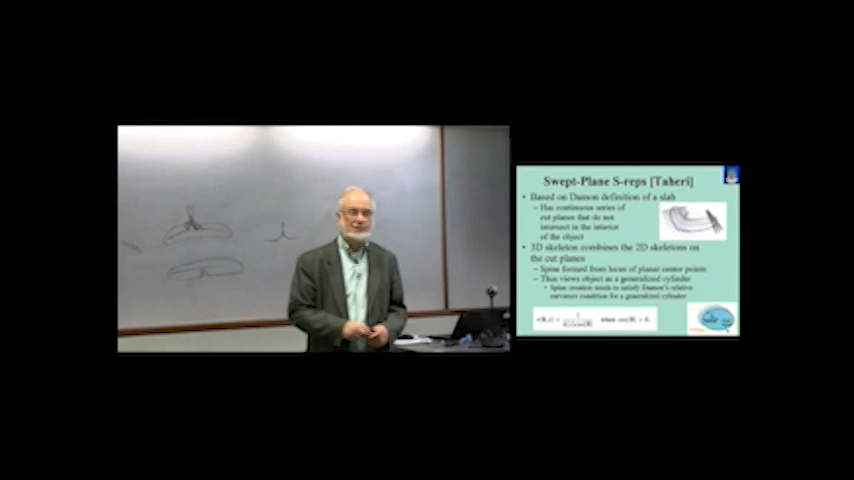 Swept-Plane S-reps [Taheri]
• Based on Damon definition of a slab
– Has continuous series of
cut planes that do not
intersect in the interior
of the object
• 3D skeleton combines the 2D skeletons on
the cut planes
– Spine formed from locus of planar center points
– Thus views object as a generalized cylinder
• Spine creation needs to satisfy Damon's relative
curvature condition for a generalized cylinder
when